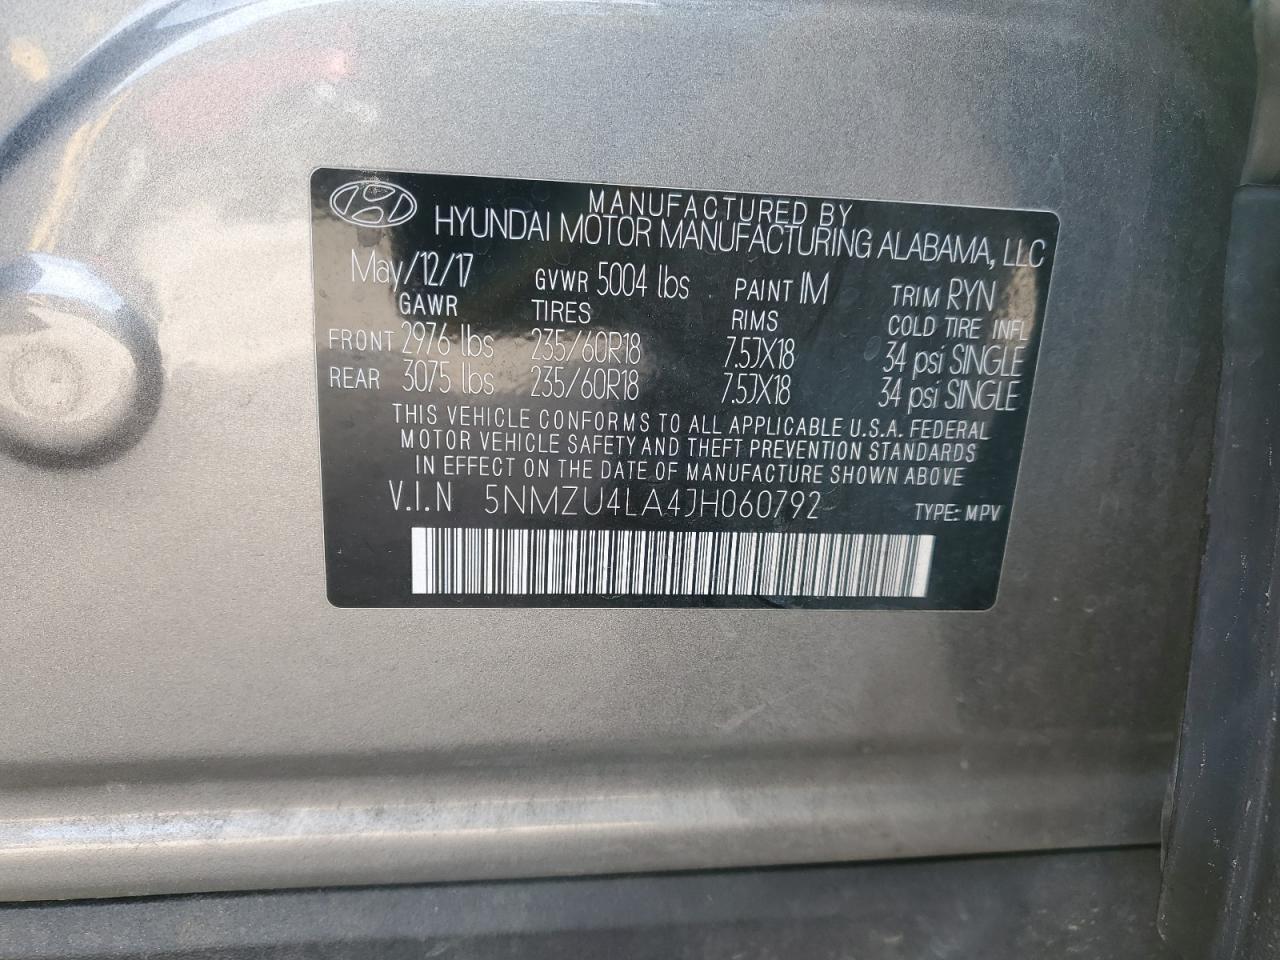 MANUFACTURED BY
HYUNDAI MOTOR MANUFACTURING ALABAMA, LLC
May/12/17 GVWR 5004 lbs PAINT 1M TRIM RYN
GAWR TIRES RIMS COLD TIRE INFL
FRONT 2976 lbs 235/60R18 7.5JX18 34 psi SINGLE
REAR 3075 lbs 235/60R18 7.5JX18 34 psi SINGLE
THIS VEHICLE CONFORMS TO ALL APPLICABLE U.S.A. FEDERAL
MOTOR VEHICLE SAFETY AND THEFT PREVENTION STANDARDS
IN EFFECT ON THE DATE OF MANUFACTURE SHOWN ABOVE
V.I.N 5NMZU4LA4JH060792 TYPE: MPV